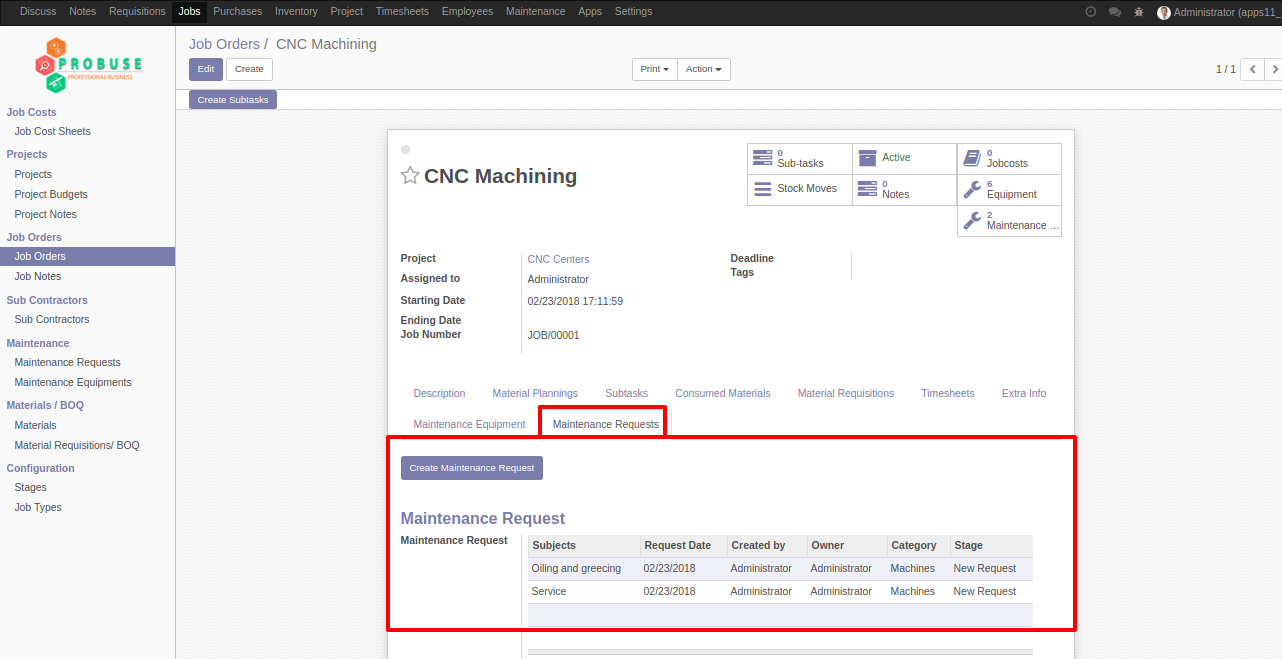 Discuss Notes Requisitions Jobs Purchases Inventory Project Timesheets Employees Maintenance Apps Settings Administrator (apps11_
PROBUSE
PROFESSIONAL BUSINESS
Job Costs
Job Cost Sheets
Projects
Projects
Project Budgets
Project Notes
Job Orders
Job Orders
Job Notes
Sub Contractors
Sub Contractors
Maintenance
Maintenance Requests
Maintenance Equipments
Materials / BOQ
Materials
Material Requisitions/ BOQ
Configuration
Stages
Job Types
Job Orders / CNC Machining
Edit Create Print Action 1 / 1
Create Subtasks
CNC Machining
0 Sub-tasks
Active
0 Jobcosts
Stock Moves
0 Notes
6 Equipment
2 Maintenance ...
Project CNC Centers
Assigned to Administrator
Starting Date 02/23/2018 17:11:59
Ending Date
Job Number JOB/00001
Deadline
Tags
Description Material Plannings Subtasks Consumed Materials Material Requisitions Timesheets Extra Info
Maintenance Equipment Maintenance Requests
Create Maintenance Request
Maintenance Request
Maintenance Request
Subjects Request Date Created by Owner Category Stage
Oiling and greecing 02/23/2018 Administrator Administrator Machines New Request
Service 02/23/2018 Administrator Administrator Machines New Request